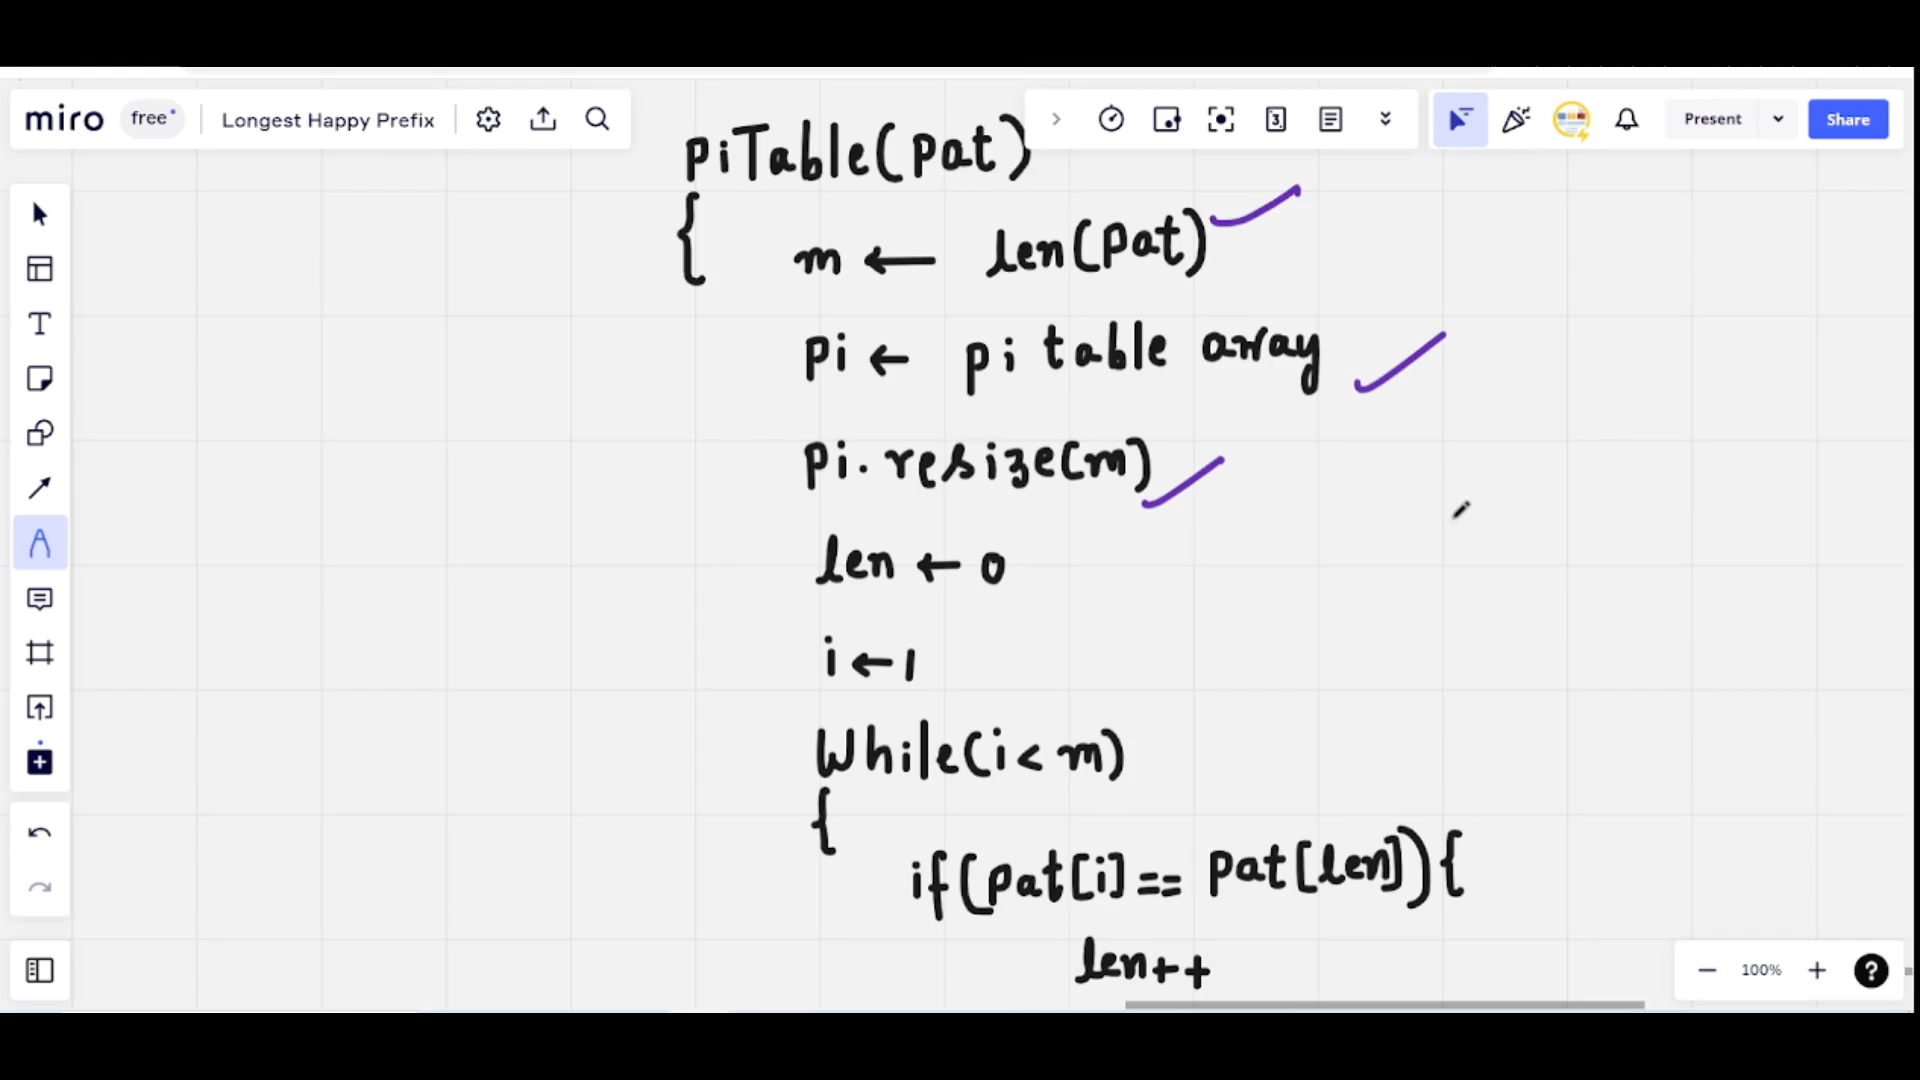 miro free Longest Happy Prefix
3
Present
Share
piTable(pat)
{ m ← len(pat)
pi ← pi table array
pi.resize(m)
len ← 0
i ← 1
While(i < m)
{
if(pat[i] == pat[len]){
len++
100%
?